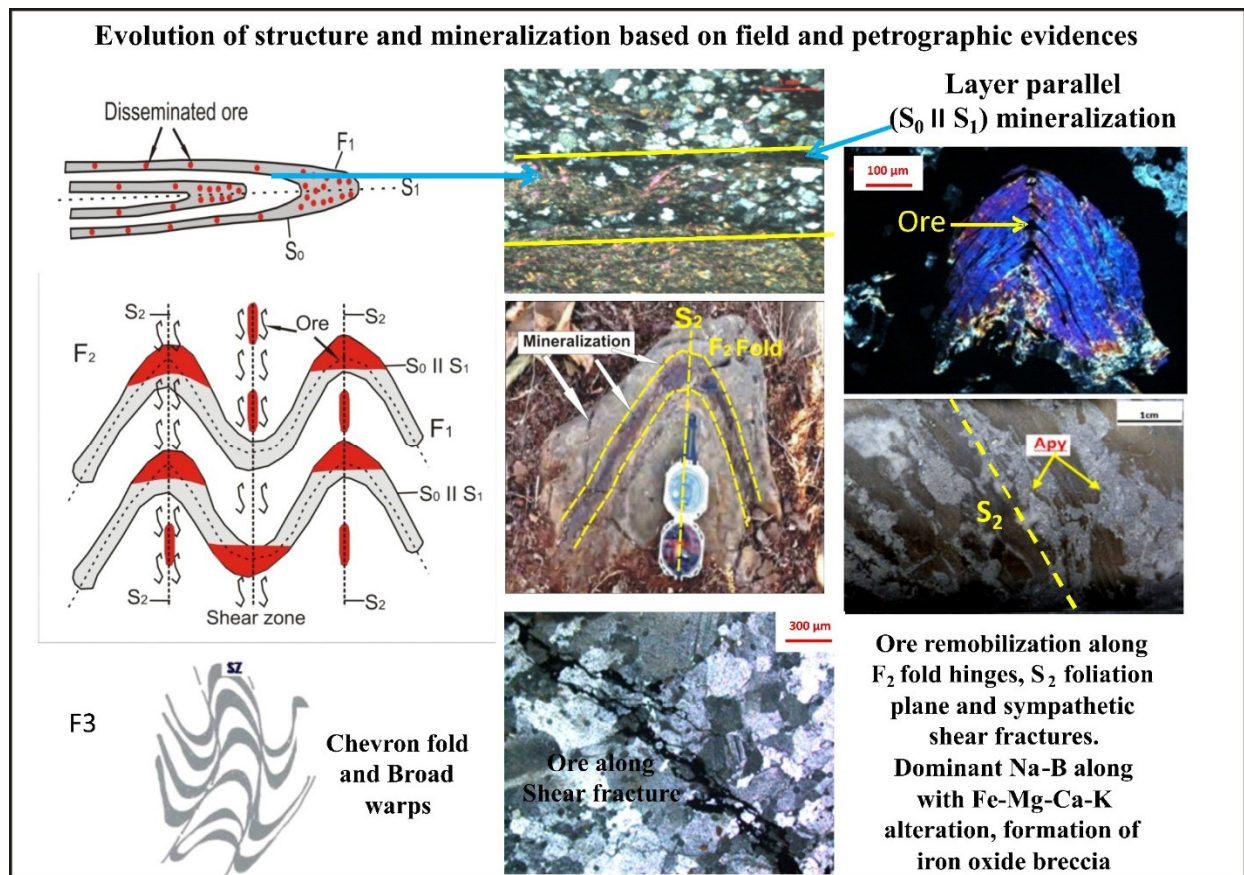 Evolution of structure and mineralization based on field and petrographic evidences
Disseminated ore
F₁
S₁
S₀
Layer parallel
(S₀ II S₁) mineralization
100 µm
Ore
S₂
S₂
Ore
F₂
S₀ II S₁
F₁
S₀ II S₁
S₂
S₂
Shear zone
S₂
F₂ Fold
Mineralization
1cm
Apy
S₂
SZ
F3
Chevron fold
and Broad
warps
300 µm
Ore along
Shear fracture
Ore remobilization along
F₂ fold hinges, S₂ foliation
plane and sympathetic
shear fractures.
Dominant Na-B along
with Fe-Mg-Ca-K
alteration, formation of
iron oxide breccia